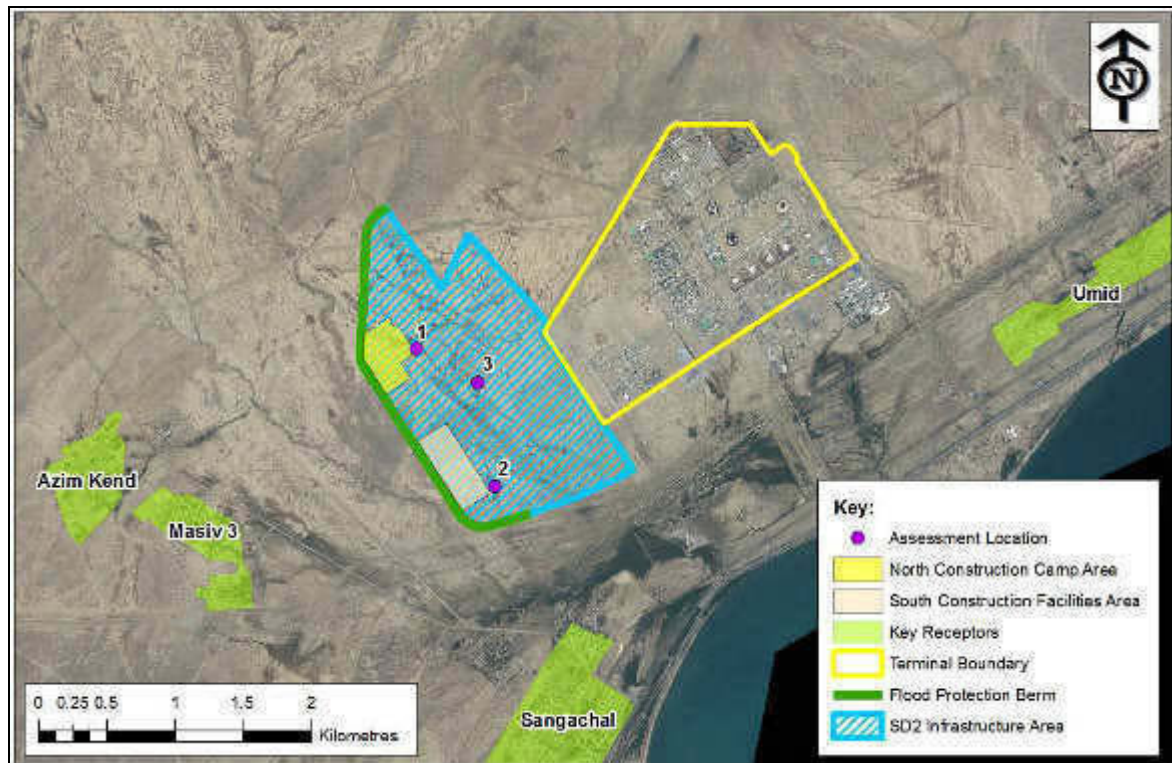 N
1
3
2
Umid
Azim Kend
Masiv 3
Sangachal
Key:
Assessment Location
North Construction Camp Area
South Construction Facilities Area
Key Receptors
Terminal Boundary
Flood Protection Berm
SD2 Infrastructure Area
0 0.25 0.5 1 1.5 2
Kilometres